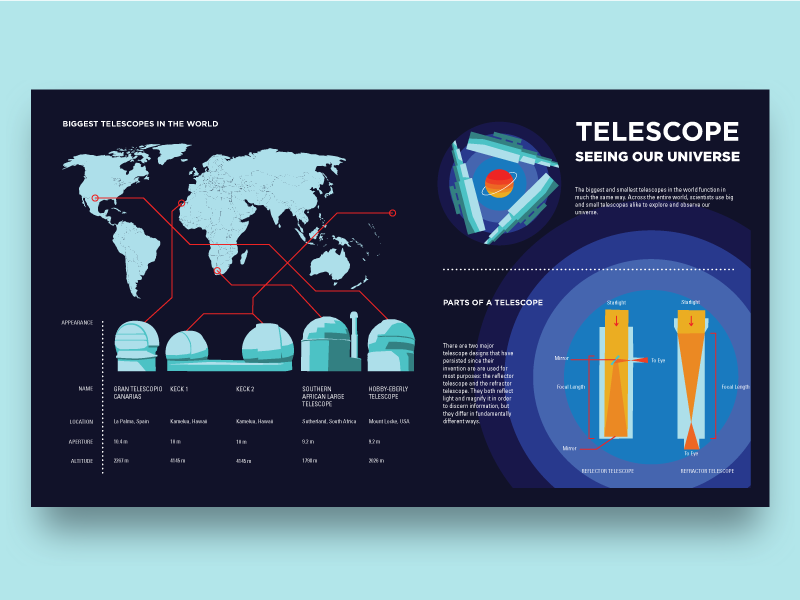 BIGGEST TELESCOPES IN THE WORLD
TELESCOPE
SEEING OUR UNIVERSE
The biggest and smallest telescopes in the world function in
much the same way. Across the entire world, scientists use big
and small telescopes alike to explore and observe our
universe.
PARTS OF A TELESCOPE
There are two major
telescope designs that have
persisted since their
invention are are used for
most purposes: the reflector
telescope and the refractor
telescope. They both reflect
light and magnify it in order
to discern information, but
they differ in fundamentally
different ways.
Starlight
Starlight
Mirror
To Eye
Focal Length
Focal Length
Mirror
To Eye
REFLECTOR TELESCOPE
REFRACTOR TELESCOPE
APPEARANCE
NAME
GRAN TELESCOPIO
CANARIAS
KECK 1
KECK 2
SOUTHERN
AFRICAN LARGE
TELESCOPE
HOBBY-EBERLY
TELESCOPE
LOCATION
La Palma, Spain
Kamelua, Hawaii
Kamelua, Hawaii
Sutherland, South Africa
Mount Locke, USA
APERTURE
10.4 m
10 m
10 m
9.2 m
9.2 m
ALTITUDE
2267 m
4145 m
4145 m
1790 m
2026 m